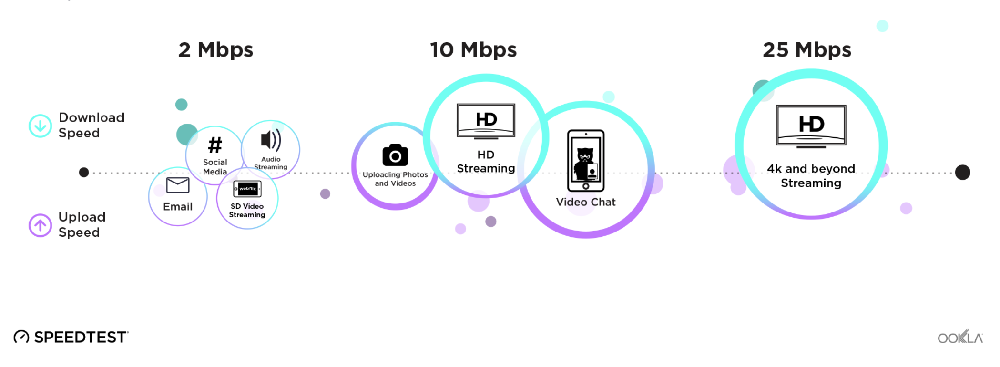 2 Mbps
10 Mbps
25 Mbps
Download
Speed
Upload
Speed
#
Social
Media
Audio
Streaming
Email
webflix
SD Video
Streaming
Uploading Photos
and Videos
HD
HD
Streaming
Video Chat
HD
4k and beyond
Streaming
SPEEDTEST®
OOKLA